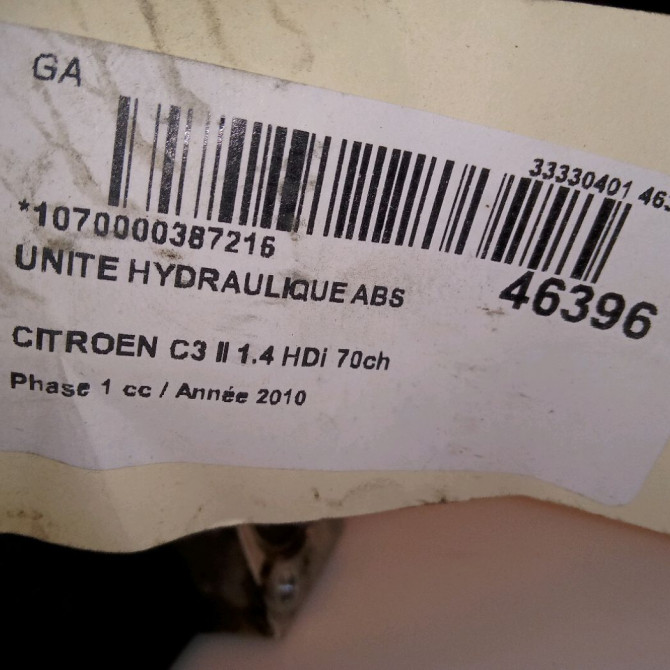 GA
33330401 463
*1070000387216
UNITE HYDRAULIQUE ABS
46396
CITROEN C3 II 1.4 HDi 70ch
Phase 1 cc / Année 2010